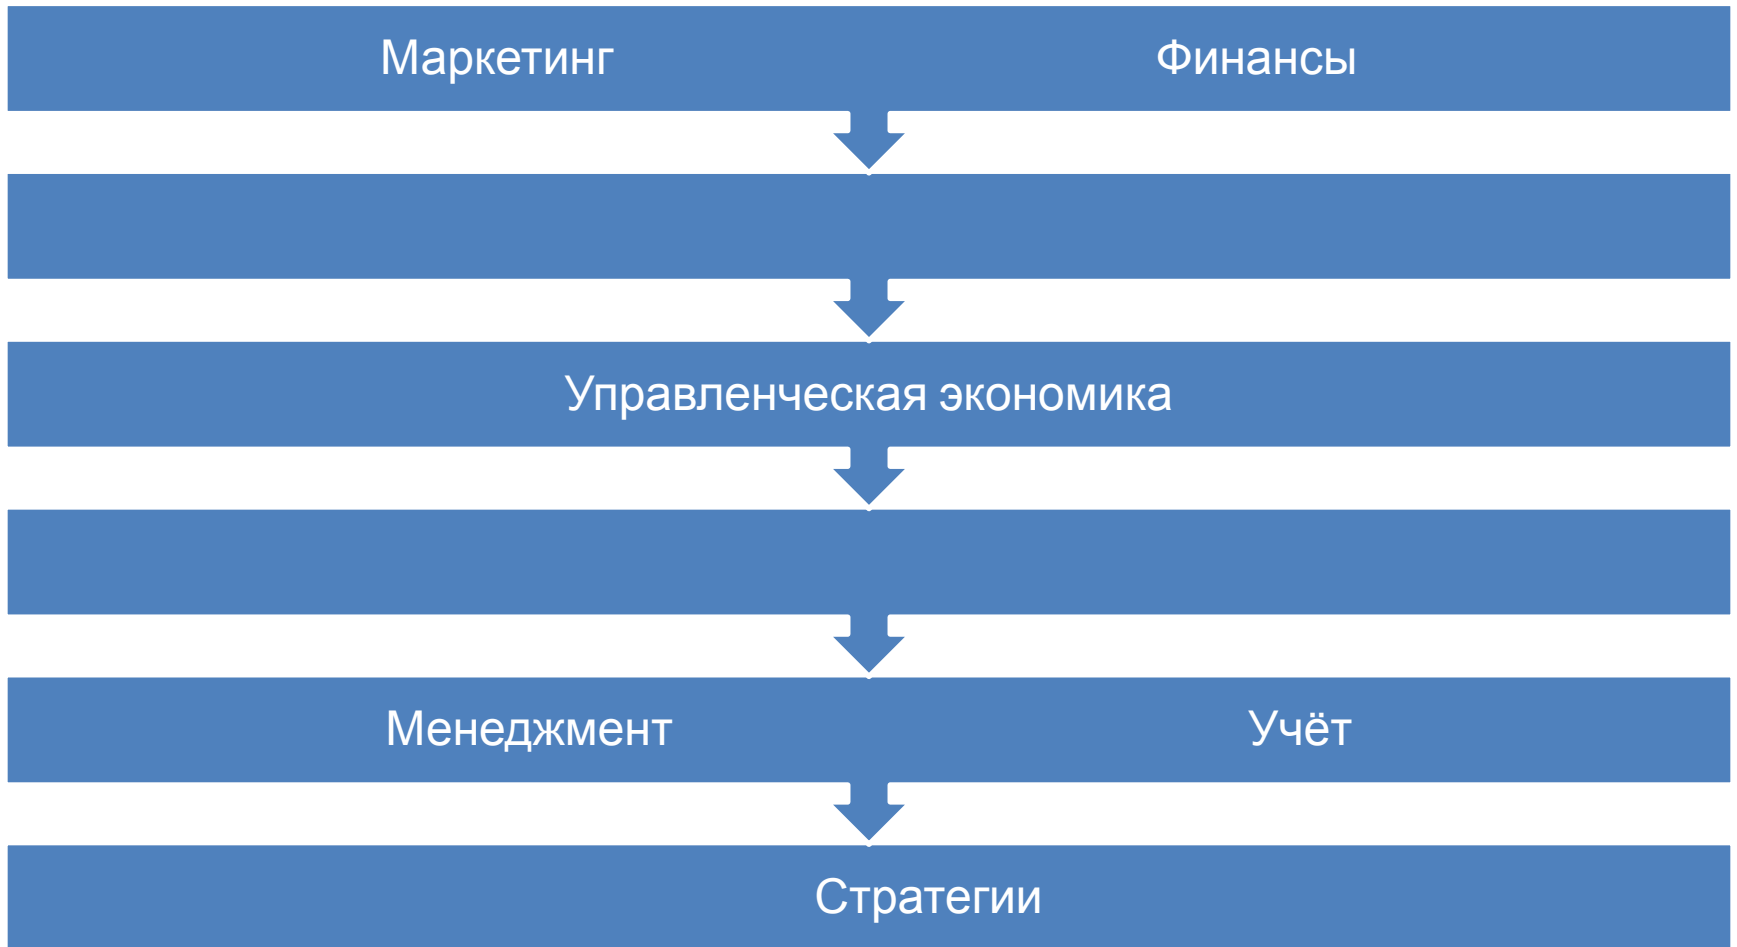 Маркетинг Финансы
Управленческая экономика
Менеджмент Учёт
Стратегии